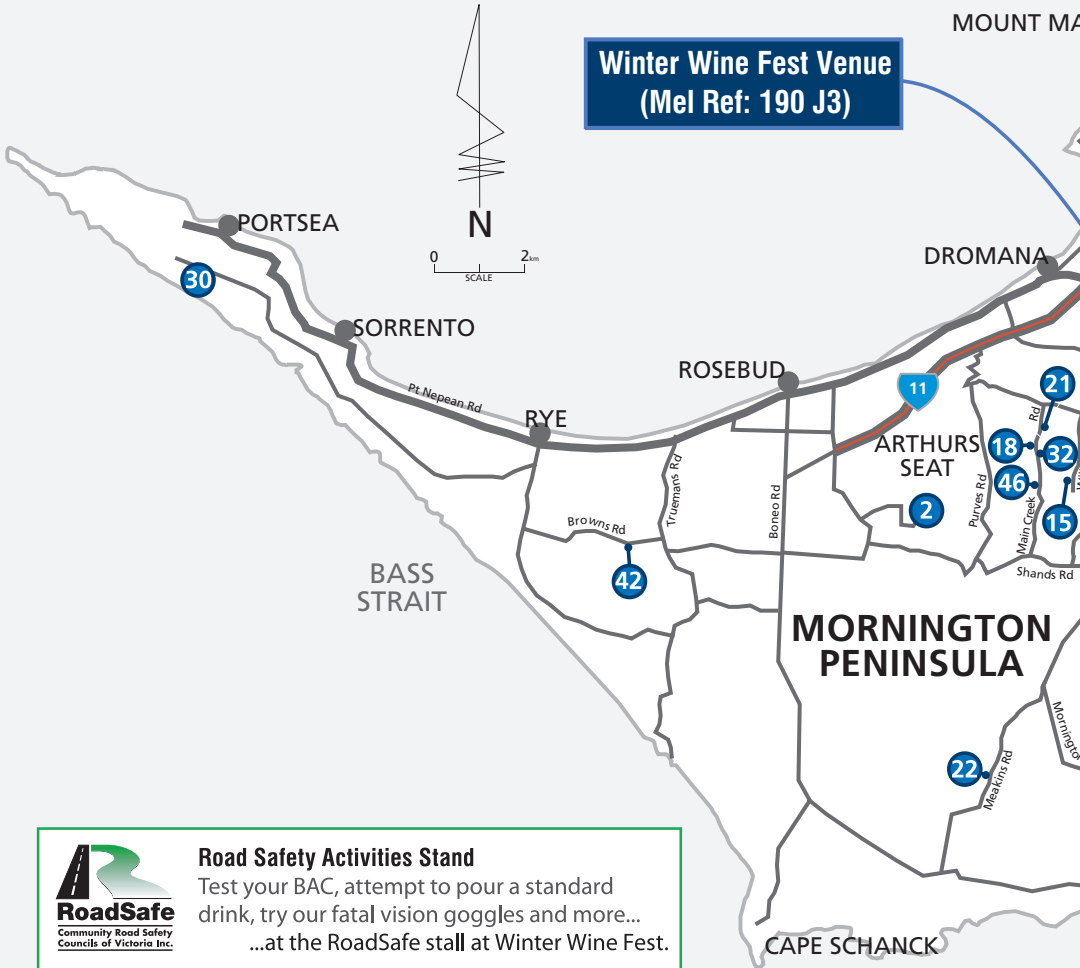 MOUNT MA
Winter Wine Fest Venue
(Mel Ref: 190 J3)
N
0 2km
SCALE
PORTSEA
30
SORRENTO
Pt Nepean Rd
RYE
ROSEBUD
DROMANA
11
ARTHURS
SEAT
21
Rd
18
32
46
15
2
Purves Rd
Main Creek
Shands Rd
Truemans Rd
Boneo Rd
Browns Rd
42
BASS
STRAIT
MORNINGTON
PENINSULA
22
Meakins Rd
Morningto
CAPE SCHANCK
RoadSafe
Community Road Safety
Councils of Victoria Inc.
Road Safety Activities Stand
Test your BAC, attempt to pour a standard
drink, try our fatal vision goggles and more...
...at the RoadSafe stall at Winter Wine Fest.